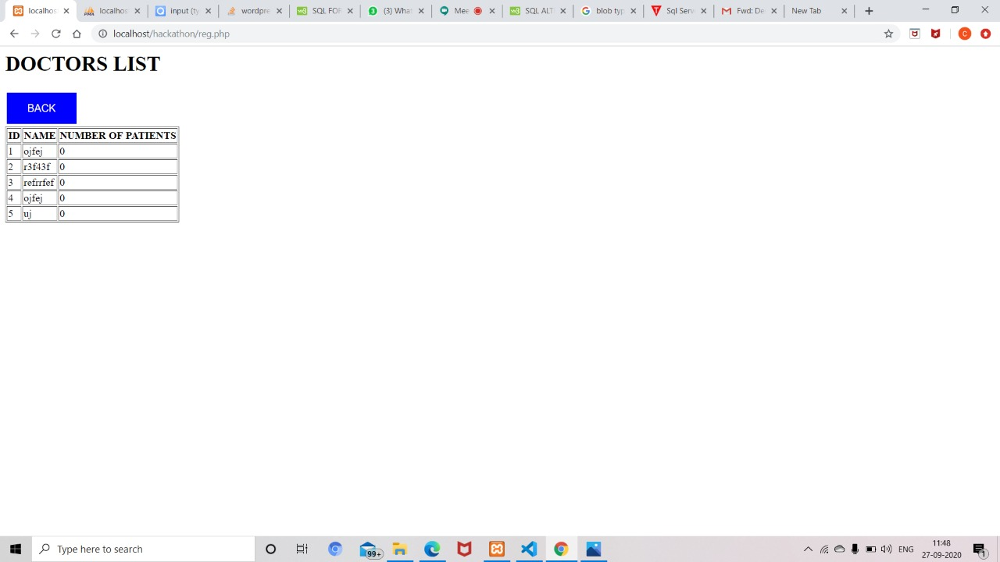 localhos
localhos
input (ty
wordpre
SQL FOR
(3) What
Mee
SQL ALT
blob typ
Sql Serv
Fwd: De
New Tab
localhost/hackathon/reg.php
DOCTORS LIST
BACK
ID NAME NUMBER OF PATIENTS
1 ojfej 0
2 r3f43f 0
3 refrrfef 0
4 ojfej 0
5 uj 0
Type here to search
99+
ENG
11:48
27-09-2020
1